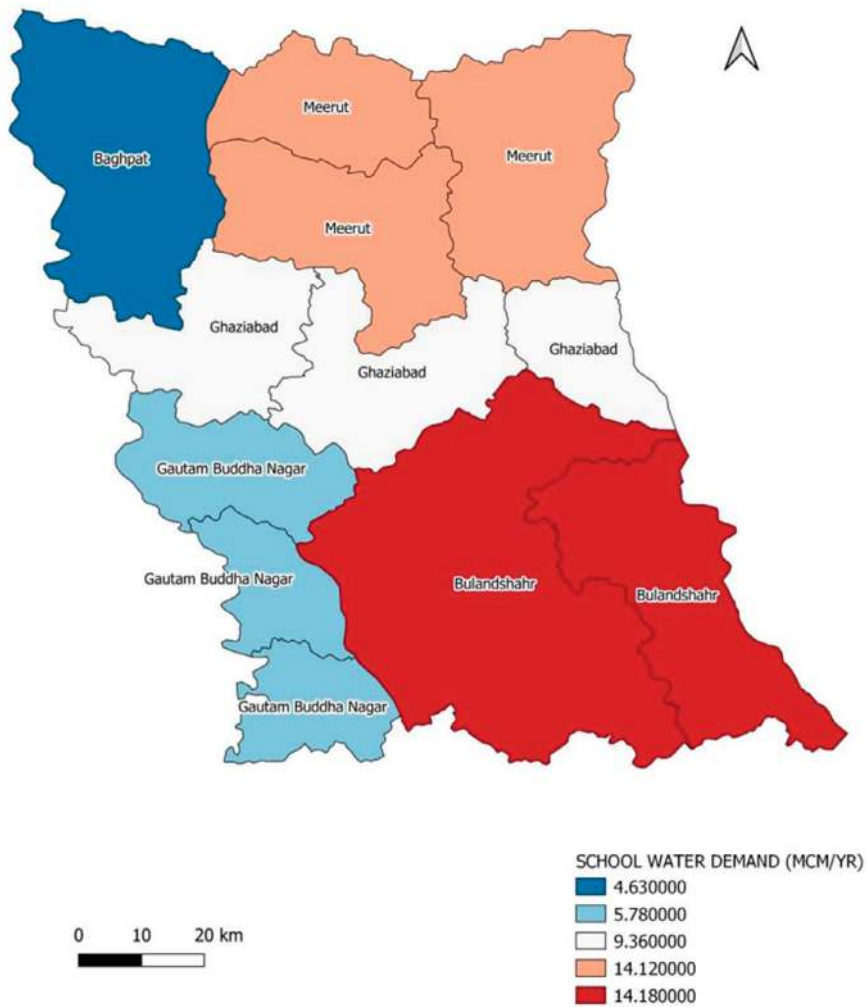 Meerut
Meerut
Baghpat
Meerut
Ghaziabad
Ghaziabad
Ghaziabad
Gautam Buddha Nagar
Gautam Buddha Nagar
Bulandshahr
Bulandshahr
Gautam Buddha Nagar
SCHOOL WATER DEMAND (MCM/YR)
4.630000
5.780000
9.360000
14.120000
14.180000
0 10 20 km